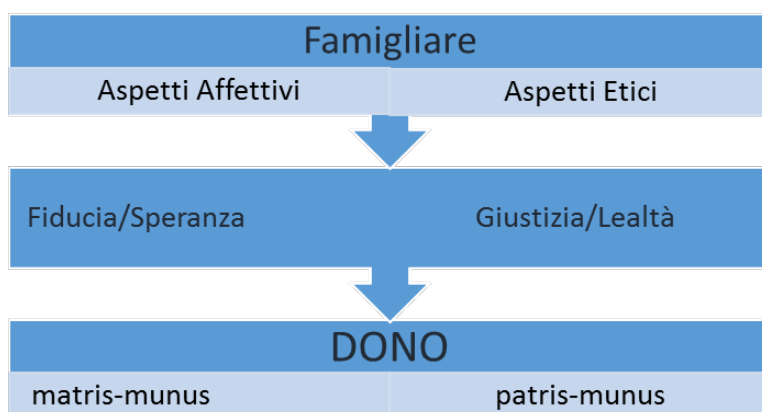 Famigliare
Aspetti Affettivi Aspetti Etici
Fiducia/Speranza Giustizia/Lealtà
DONO
matris-munus patris-munus